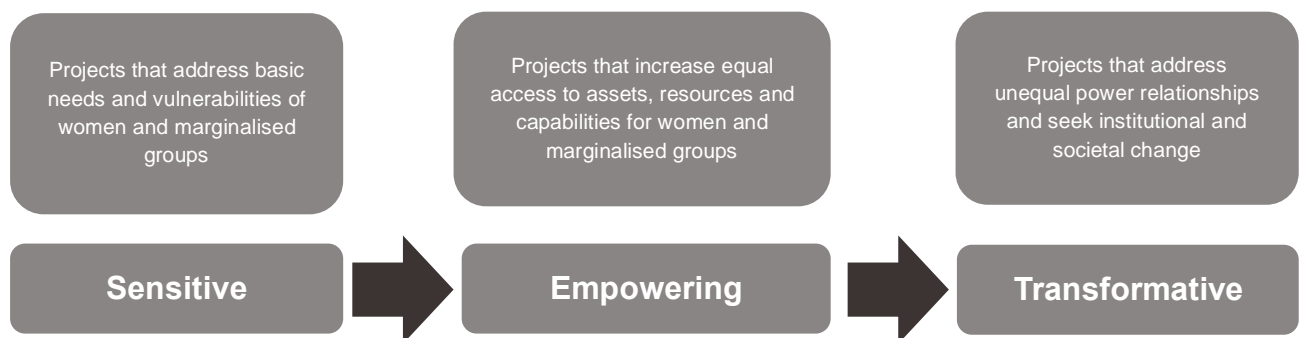 Projects that address basic
needs and vulnerabilities of
women and marginalised
groups
Projects that increase equal
access to assets, resources and
capabilities for women and
marginalised groups
Projects that address
unequal power relationships
and seek institutional and
societal change
Sensitive
Empowering
Transformative